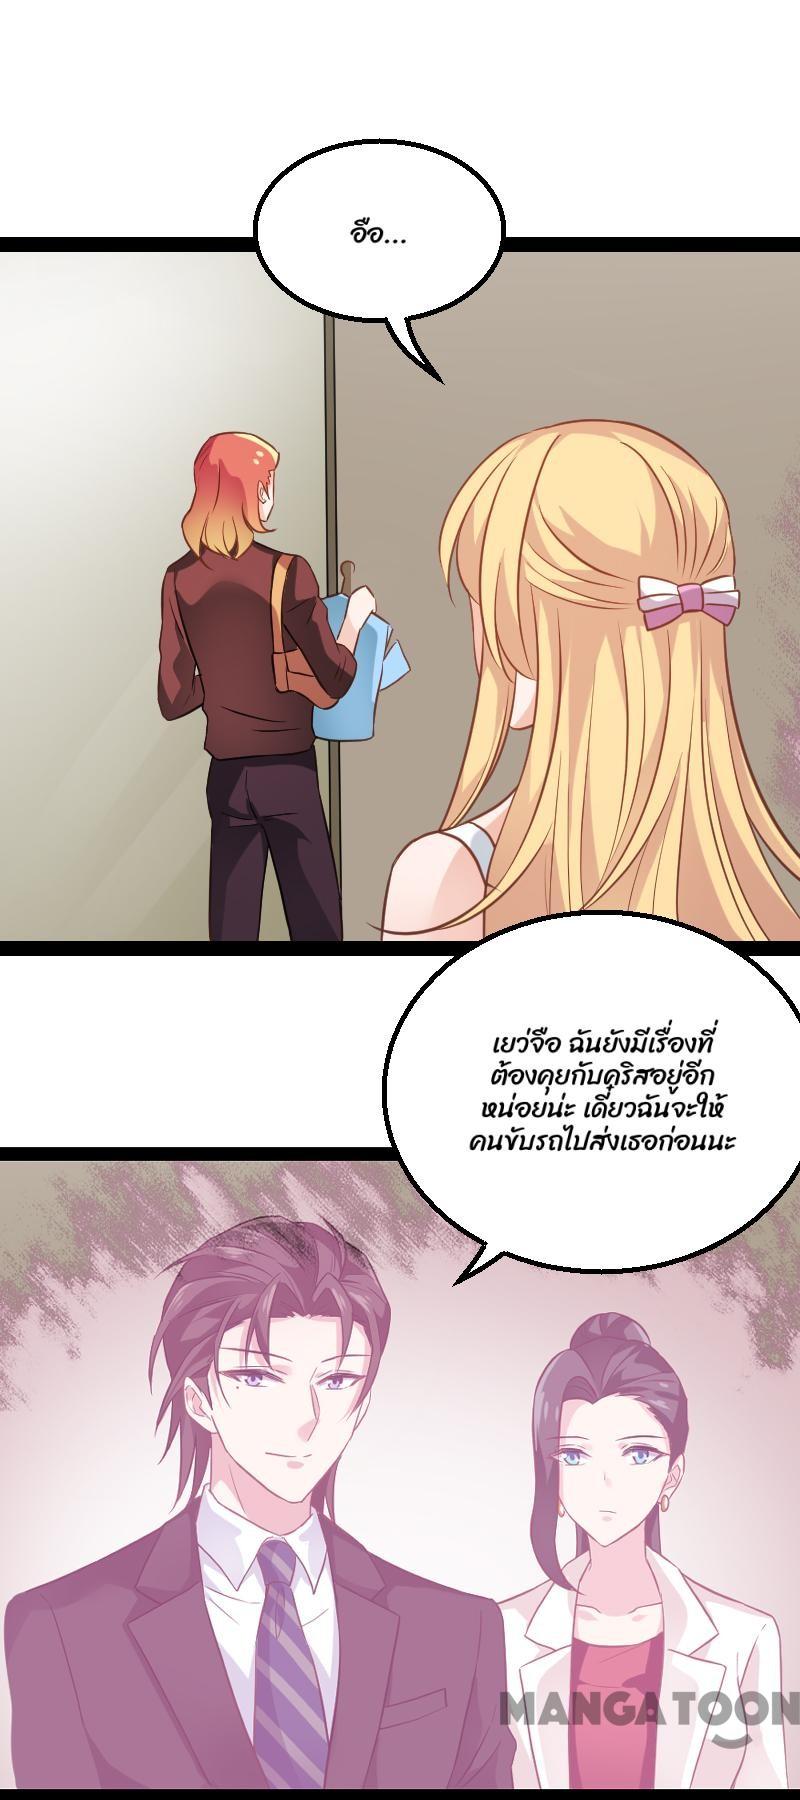 อือ...
เยว่จือ ฉันยังมีเรื่องที่
ต้องคุยกับคริสอยู่อีก
หน่อยน่ะ เดี๋ยวฉันจะให้
คนขับรถไปส่งเธอก่อนนะ
MANGATOON